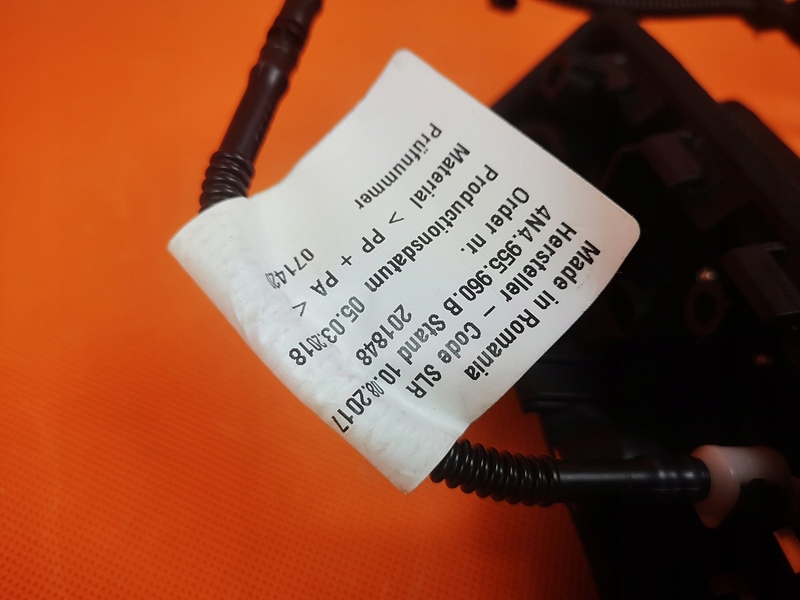 Made in Romania
Hersteller - Code SLR
4N4.955.960.B Stand 10.08.2017
Order nr. 201848
Productionsdatum 05.03.2018
Material > PP + PA <
Prüfnummer